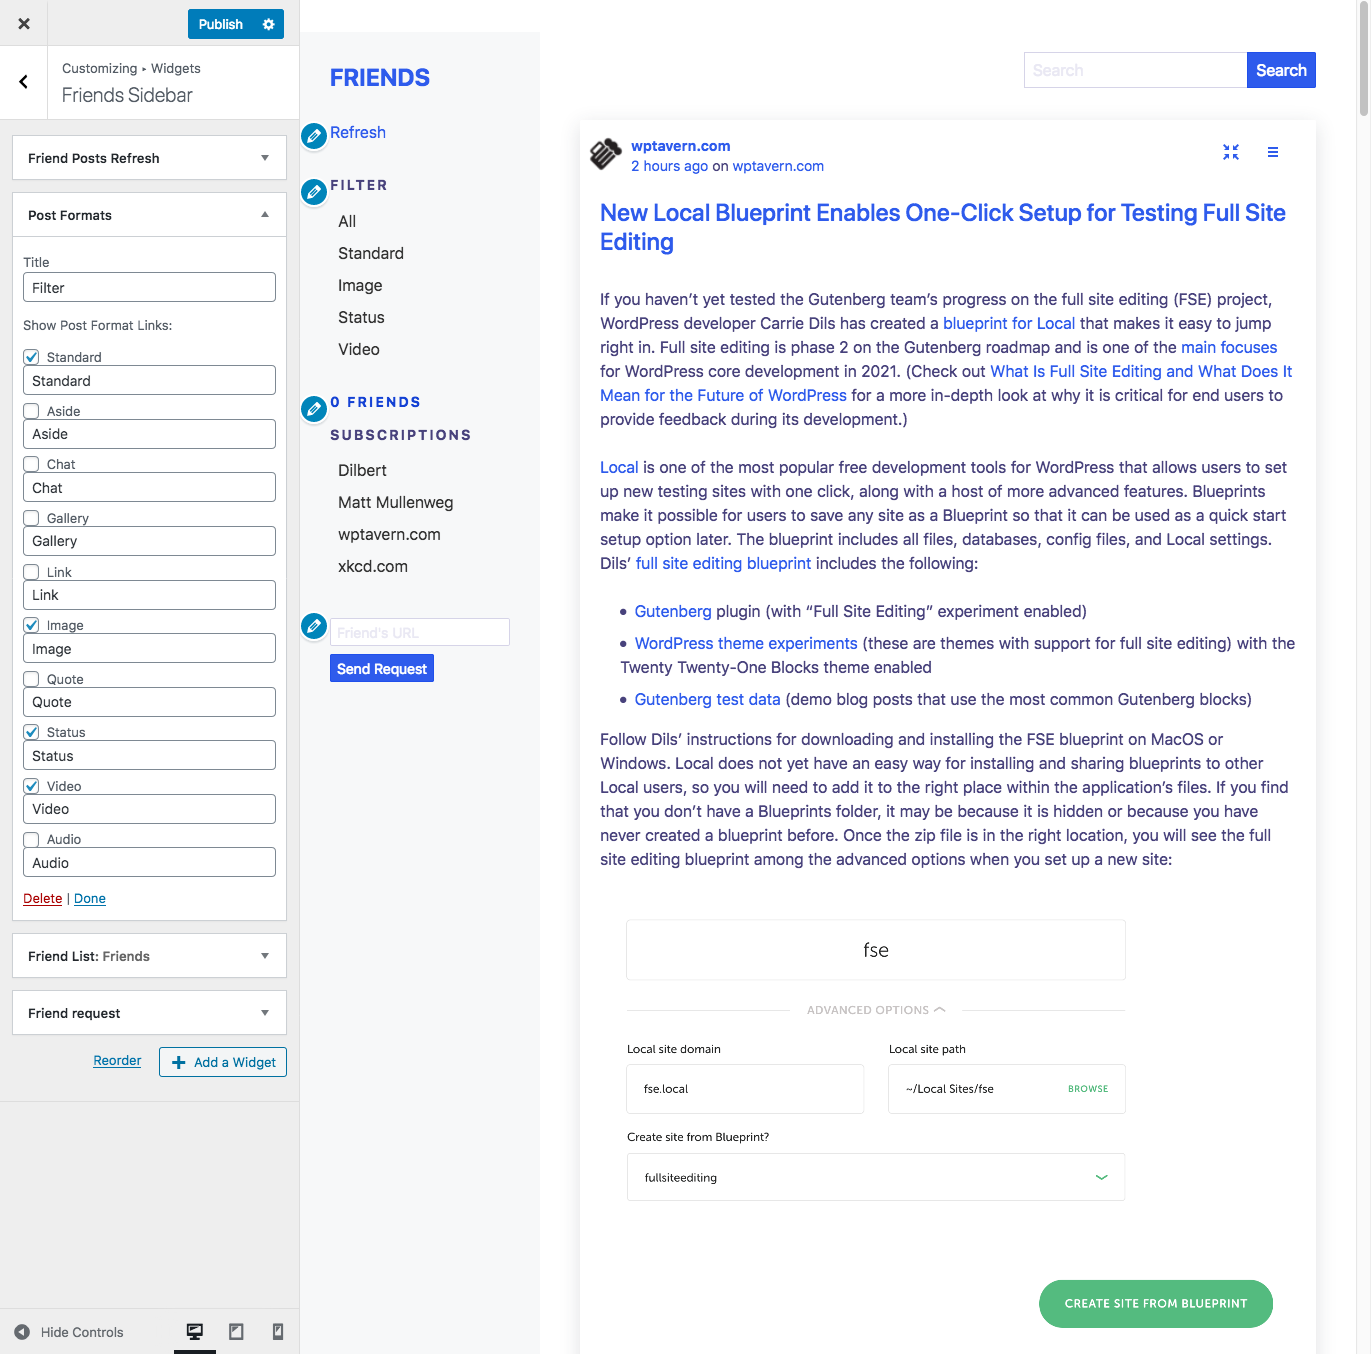 Publish
Customizing ▸ Widgets
Friends Sidebar
Friend Posts Refresh
Post Formats
Title
Filter
Show Post Format Links:
Standard
Standard
Aside
Aside
Chat
Chat
Gallery
Gallery
Link
Link
Image
Image
Quote
Quote
Status
Status
Video
Video
Audio
Audio
Delete | Done
Friend List: Friends
Friend request
Reorder
Add a Widget
Hide Controls
FRIENDS
Refresh
FILTER
All
Standard
Image
Status
Video
0 FRIENDS
SUBSCRIPTIONS
Dilbert
Matt Mullenweg
wptavern.com
xkcd.com
Friend's URL
Send Request
Search
Search
wptavern.com
2 hours ago on wptavern.com
New Local Blueprint Enables One-Click Setup for Testing Full Site
Editing
If you haven’t yet tested the Gutenberg team’s progress on the full site editing (FSE) project,
WordPress developer Carrie Dils has created a blueprint for Local that makes it easy to jump
right in. Full site editing is phase 2 on the Gutenberg roadmap and is one of the main focuses
for WordPress core development in 2021. (Check out What Is Full Site Editing and What Does It
Mean for the Future of WordPress for a more in-depth look at why it is critical for end users to
provide feedback during its development.)
Local is one of the most popular free development tools for WordPress that allows users to set
up new testing sites with one click, along with a host of more advanced features. Blueprints
make it possible for users to save any site as a Blueprint so that it can be used as a quick start
setup option later. The blueprint includes all files, databases, config files, and Local settings.
Dils’ full site editing blueprint includes the following:
• Gutenberg plugin (with “Full Site Editing” experiment enabled)
• WordPress theme experiments (these are themes with support for full site editing) with the
Twenty Twenty-One Blocks theme enabled
• Gutenberg test data (demo blog posts that use the most common Gutenberg blocks)
Follow Dils’ instructions for downloading and installing the FSE blueprint on MacOS or
Windows. Local does not yet have an easy way for installing and sharing blueprints to other
Local users, so you will need to add it to the right place within the application’s files. If you find
that you don’t have a Blueprints folder, it may be because it is hidden or because you have
never created a blueprint before. Once the zip file is in the right location, you will see the full
site editing blueprint among the advanced options when you set up a new site:
fse
ADVANCED OPTIONS
Local site domain
Local site path
fse.local
~/Local Sites/fse
BROWSE
Create site from Blueprint?
fullsiteediting
CREATE SITE FROM BLUEPRINT